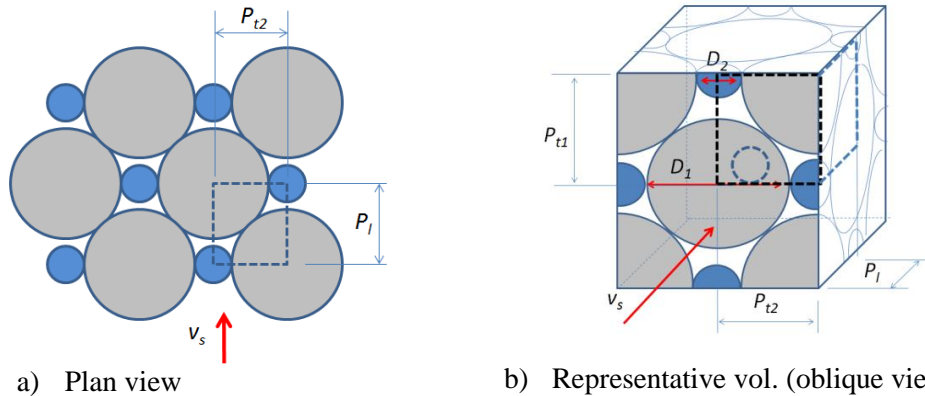 P_t2
P_l
v_s
a) Plan view
D_2
P_t1
D_1
P_l
v_s
P_t2
b) Representative vol. (oblique vie